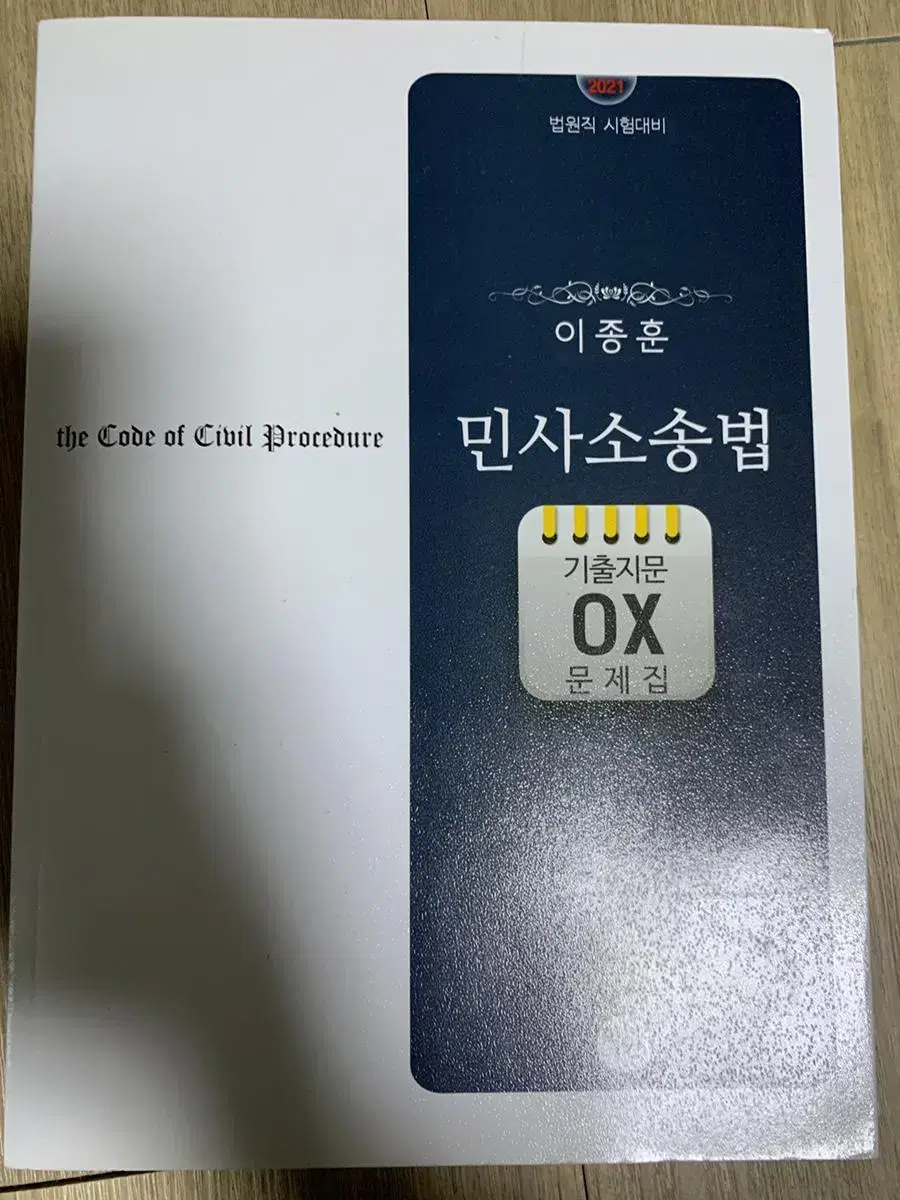 2021
법원직 시험대비
이종훈
민사소송법
the Code of Civil Procedure
기출지문
OX
문제집